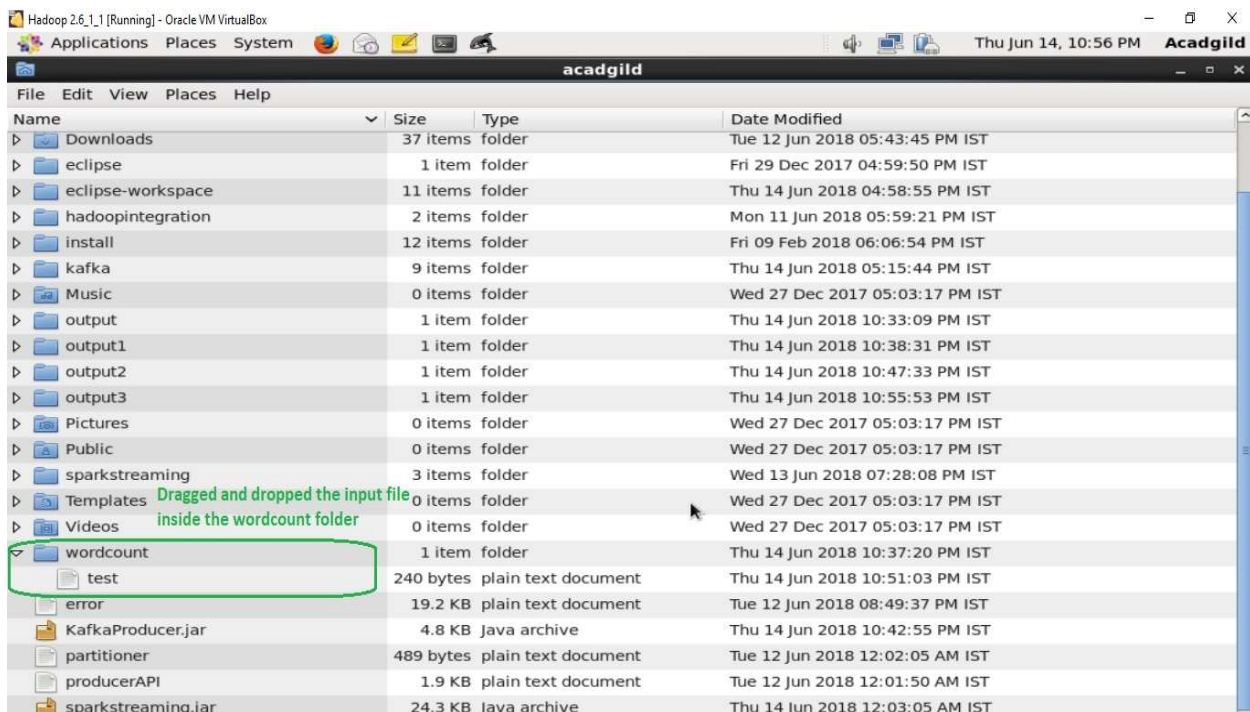 Hadoop 2.6_1_1 [Running] - Oracle VM VirtualBox
Applications Places System Thu Jun 14, 10:56 PM Acadgild
acadgild
File Edit View Places Help
Name Size Type Date Modified
Downloads 37 items folder Tue 12 Jun 2018 05:43:45 PM IST
eclipse 1 item folder Fri 29 Dec 2017 04:59:50 PM IST
eclipse-workspace 11 items folder Thu 14 Jun 2018 04:58:55 PM IST
hadoopintegration 2 items folder Mon 11 Jun 2018 05:59:21 PM IST
install 12 items folder Fri 09 Feb 2018 06:06:54 PM IST
kafka 9 items folder Thu 14 Jun 2018 05:15:44 PM IST
Music 0 items folder Wed 27 Dec 2017 05:03:17 PM IST
output 1 item folder Thu 14 Jun 2018 10:33:09 PM IST
output1 1 item folder Thu 14 Jun 2018 10:38:31 PM IST
output2 1 item folder Thu 14 Jun 2018 10:47:33 PM IST
output3 1 item folder Thu 14 Jun 2018 10:55:53 PM IST
Pictures 0 items folder Wed 27 Dec 2017 05:03:17 PM IST
Public 0 items folder Wed 27 Dec 2017 05:03:17 PM IST
sparkstreaming 3 items folder Wed 13 Jun 2018 07:28:08 PM IST
Templates 0 items folder Wed 27 Dec 2017 05:03:17 PM IST
Dragged and dropped the input file
inside the wordcount folder
Videos 0 items folder Wed 27 Dec 2017 05:03:17 PM IST
wordcount 1 item folder Thu 14 Jun 2018 10:37:20 PM IST
test 240 bytes plain text document Thu 14 Jun 2018 10:51:03 PM IST
error 19.2 KB plain text document Tue 12 Jun 2018 08:49:37 PM IST
KafkaProducer.jar 4.8 KB Java archive Thu 14 Jun 2018 10:42:55 PM IST
partitioner 489 bytes plain text document Tue 12 Jun 2018 12:02:05 AM IST
producerAPI 1.9 KB plain text document Tue 12 Jun 2018 12:01:50 AM IST
sparkstreaming.jar 24.3 KB Java archive Thu 14 Jun 2018 12:03:05 AM IST